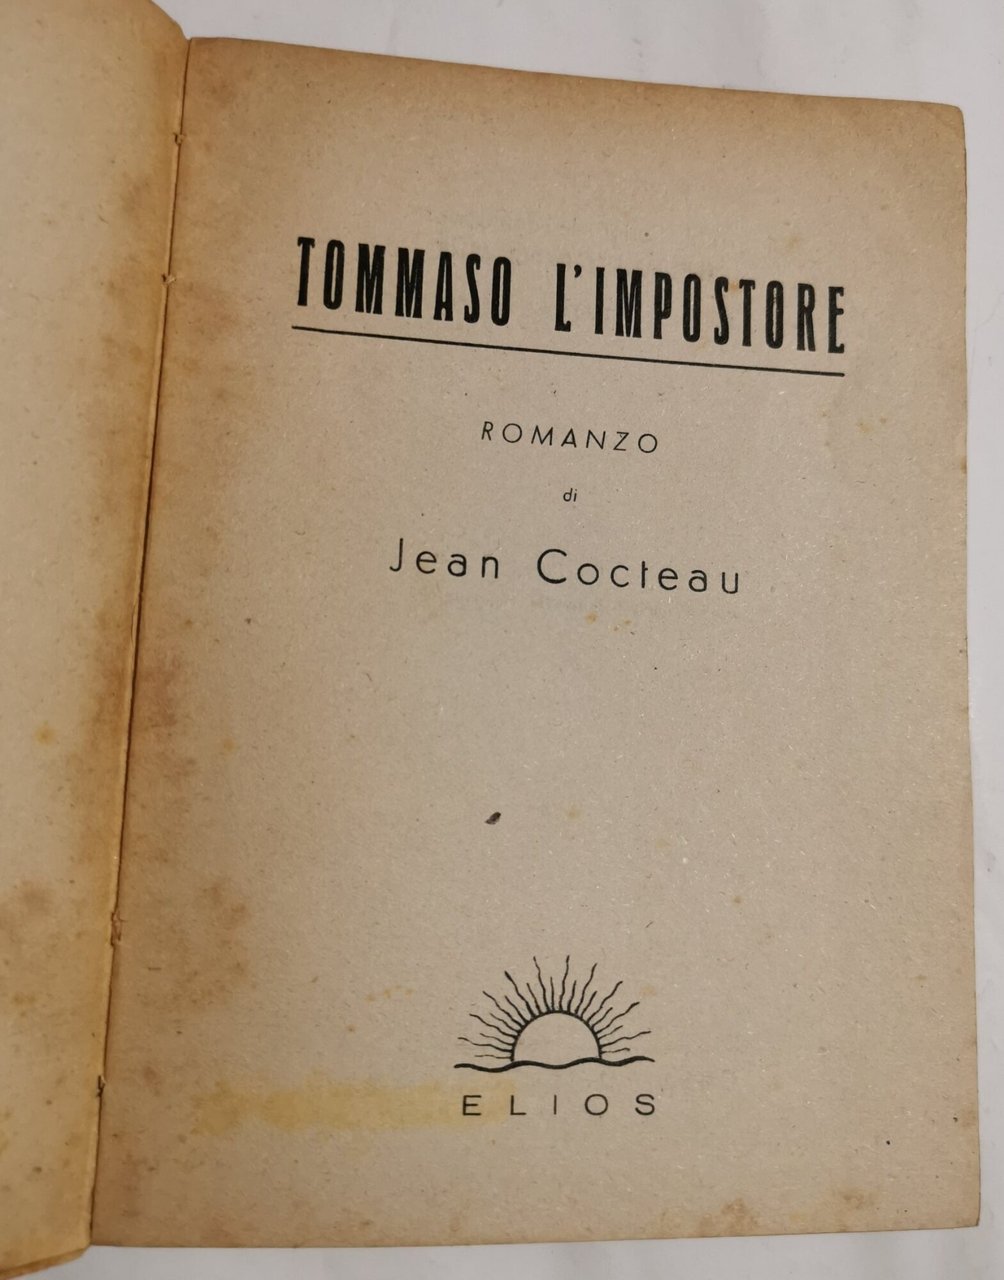 TOMMASO L'IMPOSTORE
ROMANZO
di
Jean Cocteau
ELIOS